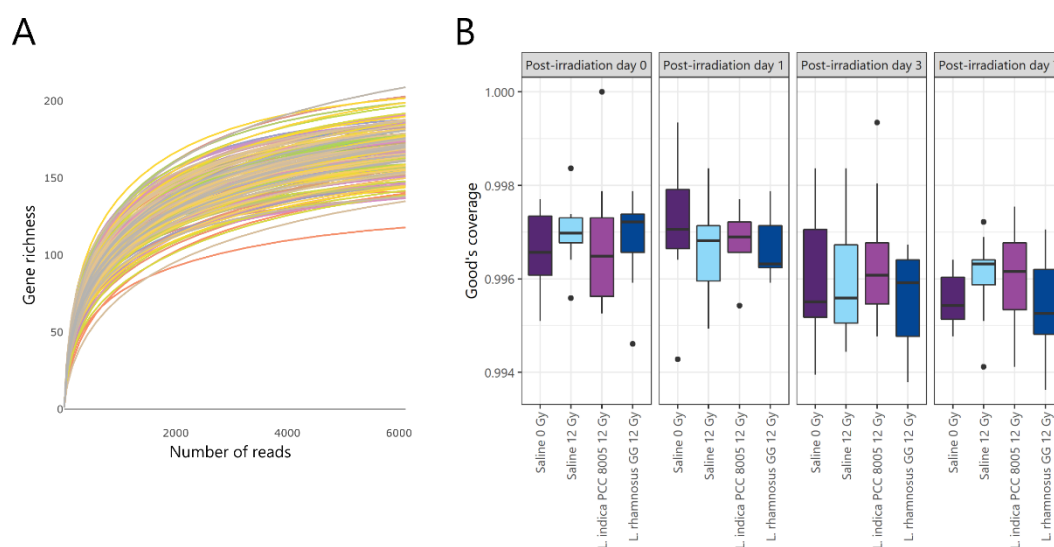 A
B
Gene richness
200
150
100
50
0
2000
4000
6000
Number of reads
Post-irradiation day 0
Post-irradiation day 1
Post-irradiation day 3
Post-irradiation day
Good's coverage
1.000
0.998
0.996
0.994
Saline 0 Gy
Saline 12 Gy
L. indica PCC 8005 12 Gy
L. rhamnosus GG 12 Gy
Saline 0 Gy
Saline 12 Gy
L. indica PCC 8005 12 Gy
L. rhamnosus GG 12 Gy
Saline 0 Gy
Saline 12 Gy
L. indica PCC 8005 12 Gy
L. rhamnosus GG 12 Gy
Saline 0 Gy
Saline 12 Gy
L. indica PCC 8005 12 Gy
L. rhamnosus GG 12 Gy